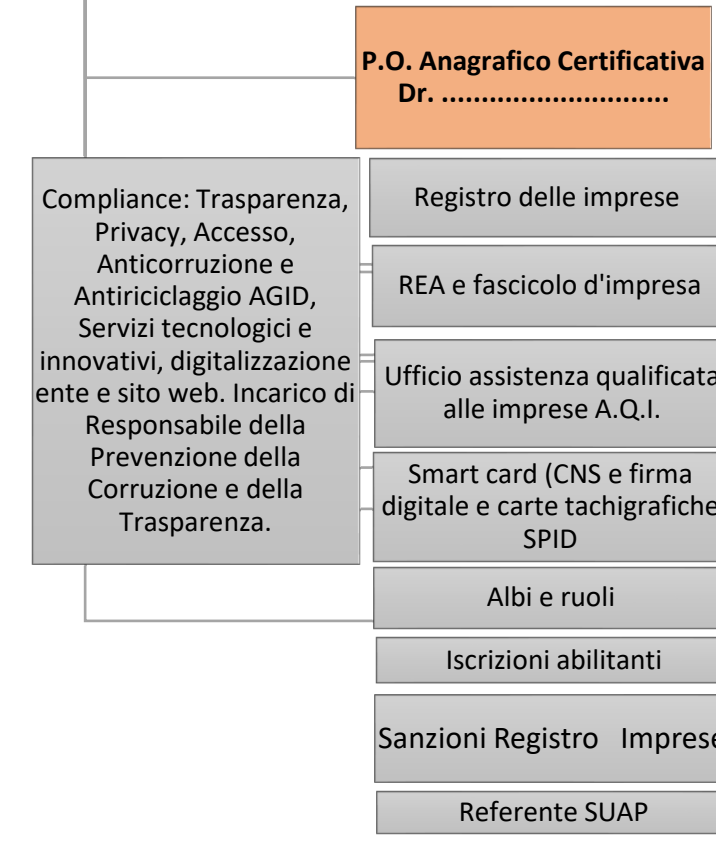 P.O. Anagrafico Certificativa
Dr. ............................
Compliance: Trasparenza,
Privacy, Accesso,
Anticorruzione e
Antiriciclaggio AGID,
Servizi tecnologici e
innovativi, digitalizzazione
ente e sito web. Incarico di
Responsabile della
Prevenzione della
Corruzione e della
Trasparenza.
Registro delle imprese
REA e fascicolo d'impresa
Ufficio assistenza qualificata
alle imprese A.Q.I.
Smart card (CNS e firma
digitale e carte tachigrafiche
SPID
Albi e ruoli
Iscrizioni abilitanti
Sanzioni Registro   Imprese
Referente SUAP